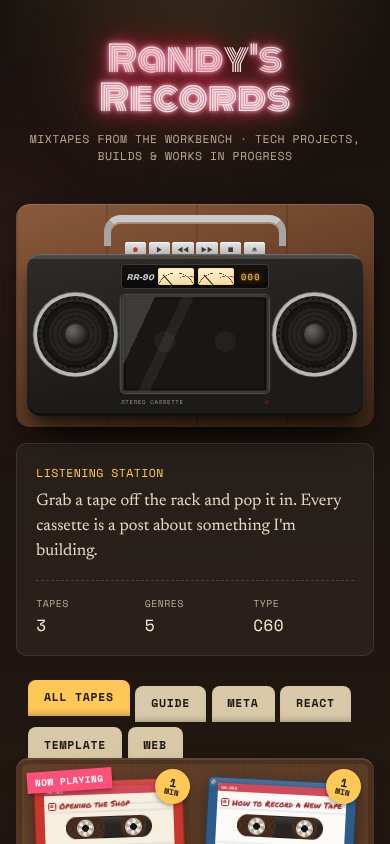 Randy's
Records
MIXTAPES FROM THE WORKBENCH · TECH PROJECTS,
BUILDS & WORKS IN PROGRESS
RR-90
000
STEREO CASSETTE
LISTENING STATION
Grab a tape off the rack and pop it in. Every
cassette is a post about something I'm
building.
TAPES GENRES TYPE
3 5 C60
ALL TAPES GUIDE META REACT
TEMPLATE WEB
NOW PLAYING
1 MIN
1 MIN
Opening the Shop
How to Record a New Tape